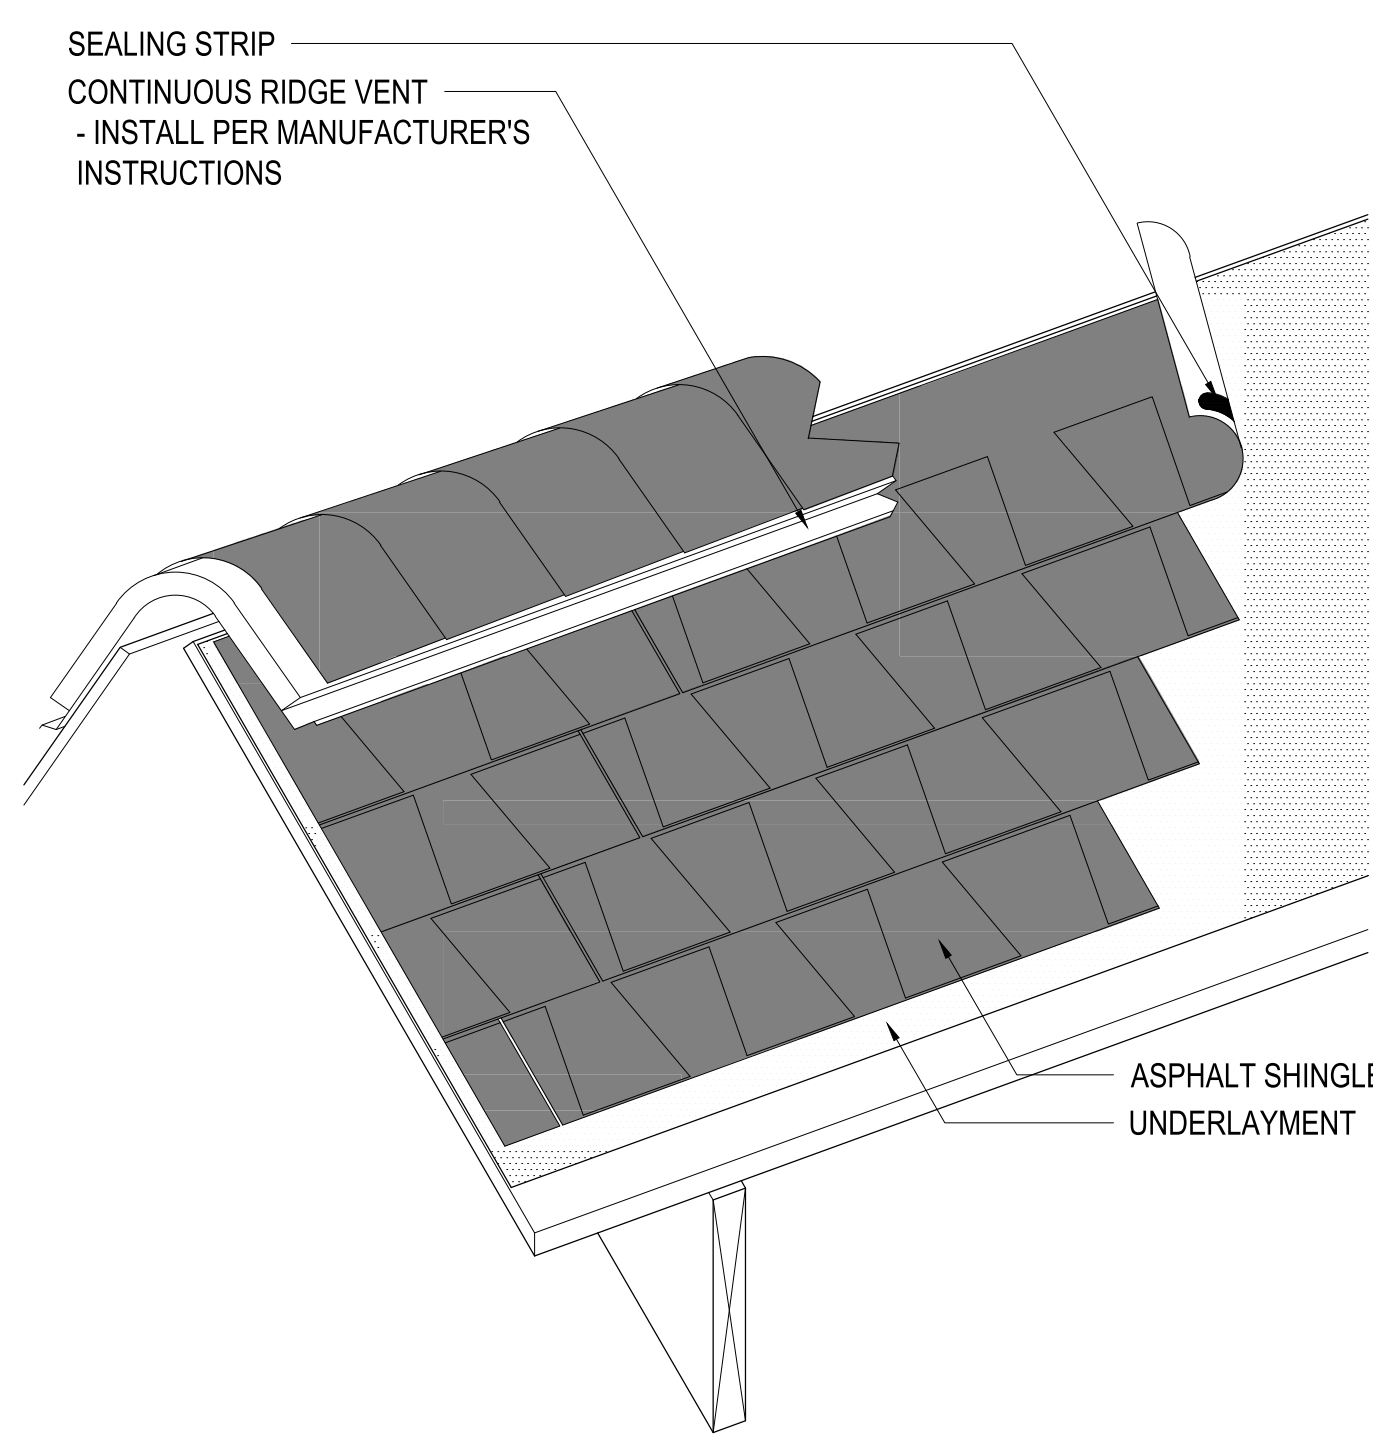 SEALING STRIP
CONTINUOUS RIDGE VENT
- INSTALL PER MANUFACTURER'S
INSTRUCTIONS
ASPHALT SHINGLE
UNDERLAYMENT